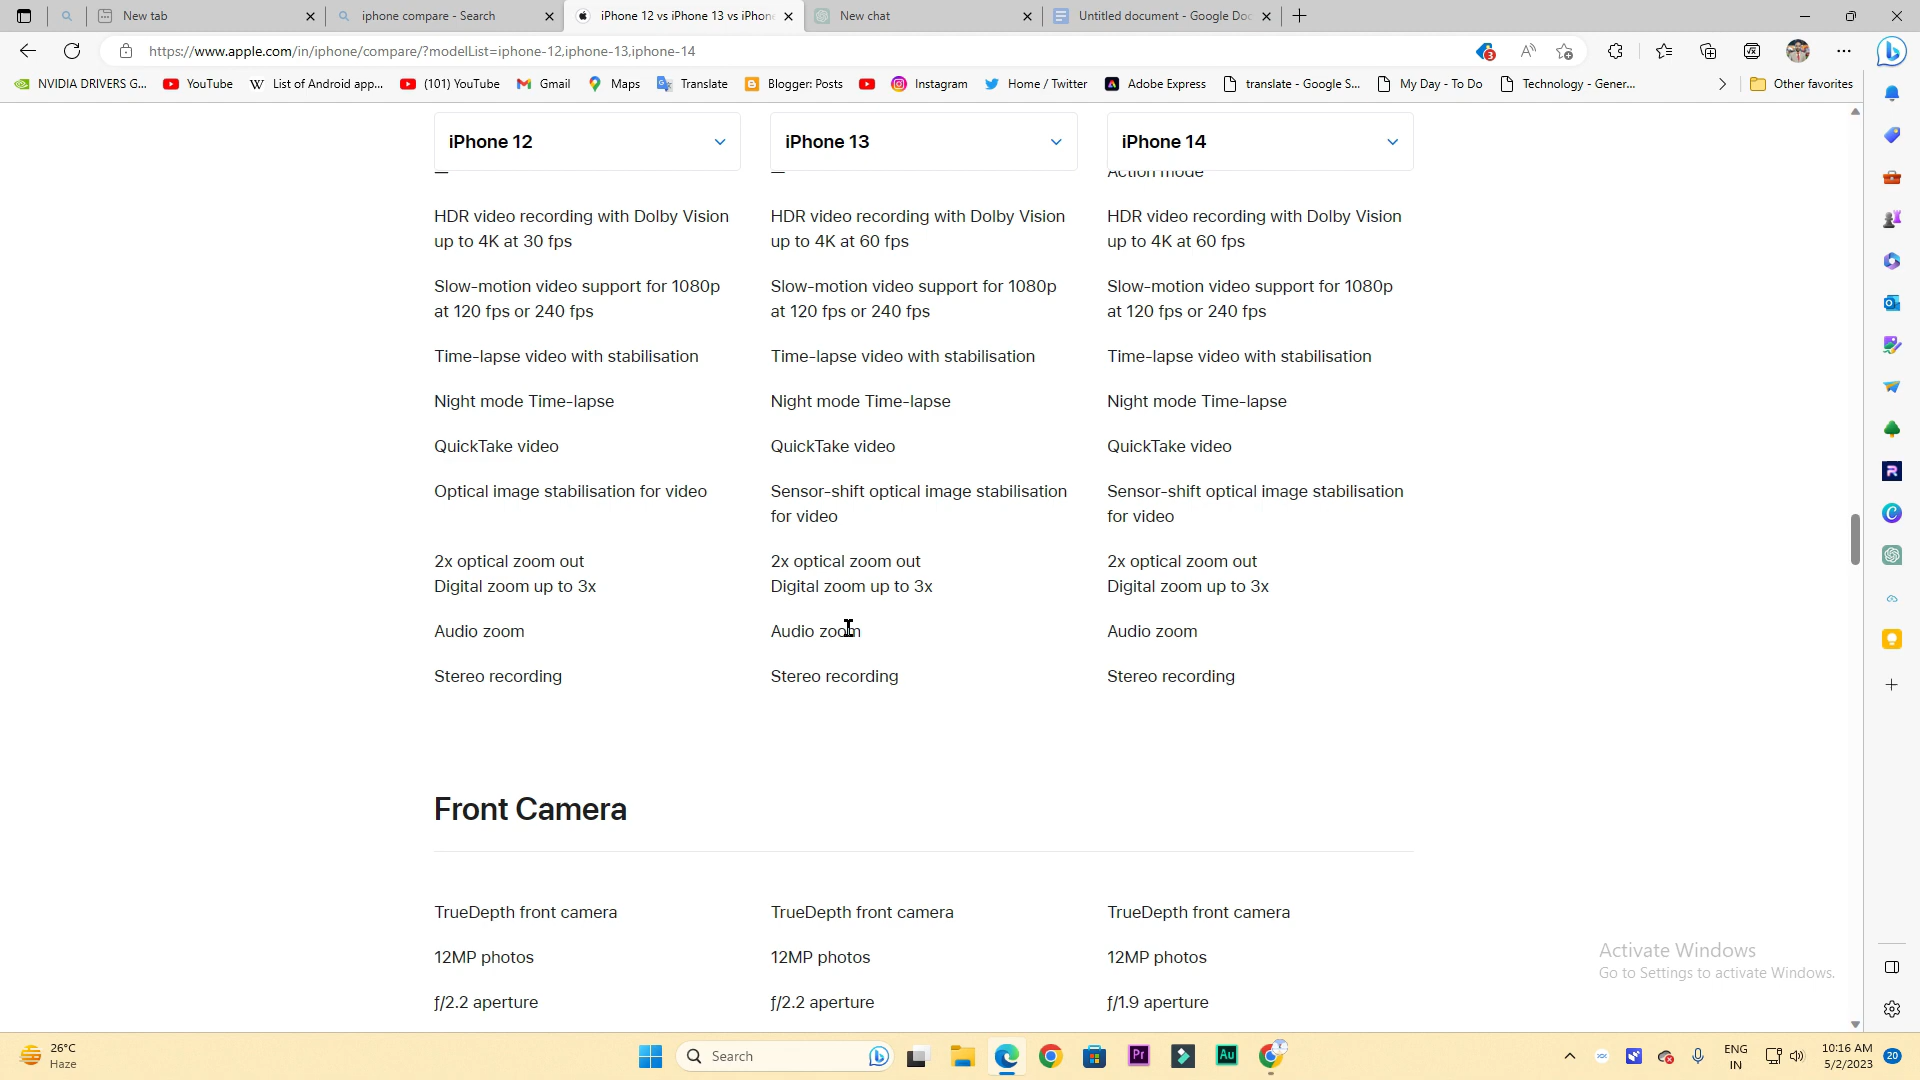 New tab
iphone compare - Search
iPhone 12 vs iPhone 13 vs iPhone
New chat
Untitled document - Google Doc
https://www.apple.com/in/iphone/compare/?modelList=iphone-12,iphone-13,iphone-14
3
NVIDIA DRIVERS G...
YouTube
List of Android app...
(101) YouTube
Gmail
Maps
Translate
Blogger: Posts
Instagram
Home / Twitter
Adobe Express
translate - Google S...
My Day - To Do
Technology - Gener...
Other favorites
iPhone 12
iPhone 13
iPhone 14
—
—
Action mode
HDR video recording with Dolby Vision
up to 4K at 30 fps
HDR video recording with Dolby Vision
up to 4K at 60 fps
HDR video recording with Dolby Vision
up to 4K at 60 fps
Slow-motion video support for 1080p
at 120 fps or 240 fps
Slow-motion video support for 1080p
at 120 fps or 240 fps
Slow-motion video support for 1080p
at 120 fps or 240 fps
Time-lapse video with stabilisation
Time-lapse video with stabilisation
Time-lapse video with stabilisation
Night mode Time-lapse
Night mode Time-lapse
Night mode Time-lapse
QuickTake video
QuickTake video
QuickTake video
Optical image stabilisation for video
Sensor-shift optical image stabilisation
for video
Sensor-shift optical image stabilisation
for video
2x optical zoom out
Digital zoom up to 3x
2x optical zoom out
Digital zoom up to 3x
2x optical zoom out
Digital zoom up to 3x
Audio zoom
Audio zoom
Audio zoom
Stereo recording
Stereo recording
Stereo recording
Front Camera
TrueDepth front camera
TrueDepth front camera
TrueDepth front camera
12MP photos
12MP photos
12MP photos
ƒ/2.2 aperture
ƒ/2.2 aperture
ƒ/1.9 aperture
Activate Windows
Go to Settings to activate Windows.
26°C
Haze
Search
Pr
Au
ENG
IN
10:16 AM
5/2/2023
20